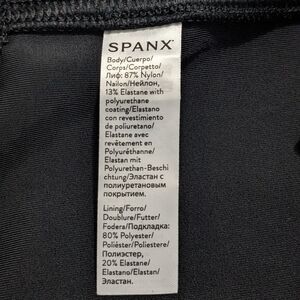 SPANX
Body/Cuerpo/
Corps/Corpetto/
Лиф: 87% Nylon/
Nailon/Нейлон,
13% Elastane with
polyurethane
coating/Elastano
con revestimiento
de poliuretano/
Elastane avec
revêtement en
Polyuréthanne/
Elastan mit
Polyurethan-Beschi
chtung/Эластан с
полиуретановым
покрытием.
Lining/Forro/
Doublure/Futter/
Fodera/Подкладка:
80% Polyester/
Poliéster/Poliestere/
Полиэстер,
20% Elastane/
Elastano/Elastan/
Эластан.